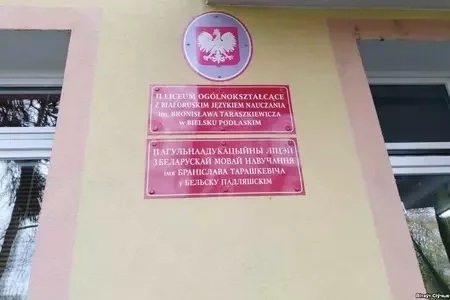 II LICEUM OGÓLNOKSZTAŁCĄCE
Z BIAŁORUSKIM JĘZYKIEM NAUCZANIA
im. BRONISŁAWA TARASZKIEWICZA
w BIELSKU PODLASKIM
II АГУЛЬНААДУКАЦЫЙНЫ ЛІЦЭЙ
З БЕЛАРУСКАЙ МОВАЙ НАВУЧАННЯ
імя БРАНІСЛАВА ТАРАШКЕВІЧА
у БЕЛЬСКУ ПАДЛЯШСКІМ